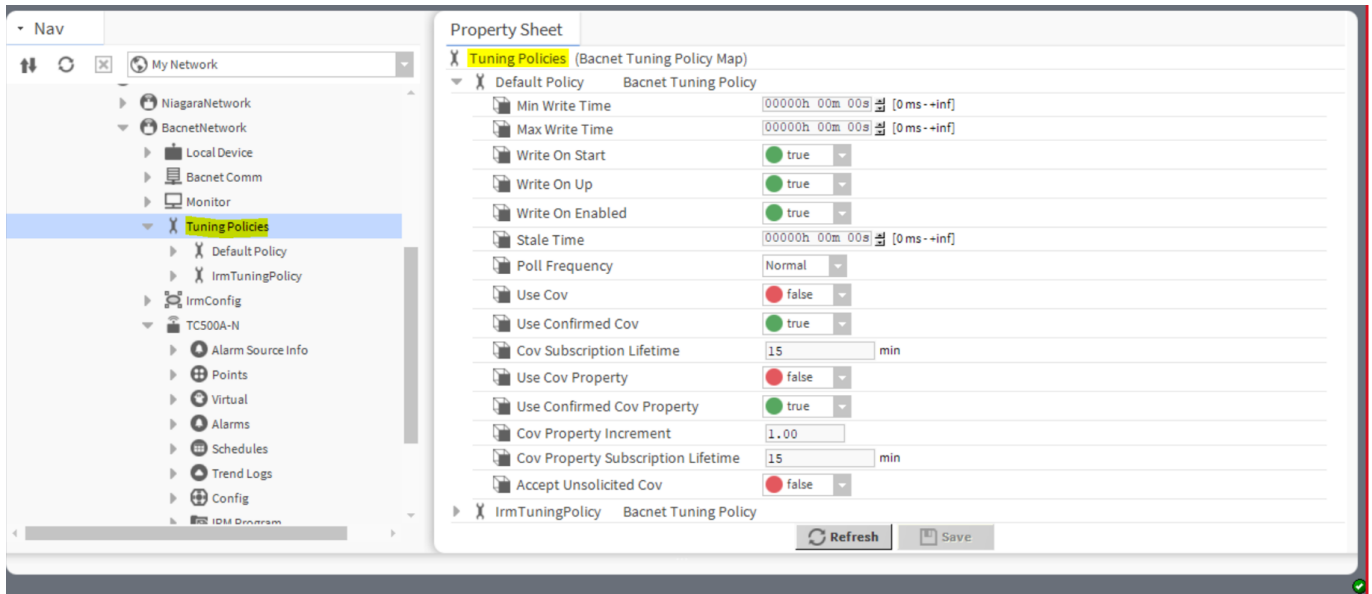 Nav
My Network
NiagaraNetwork
BacnetNetwork
Local Device
Bacnet Comm
Monitor
Tuning Policies
Default Policy
IrmTuningPolicy
IrmConfig
TC500A-N
Alarm Source Info
Points
Virtual
Alarms
Schedules
Trend Logs
Config
IRM Program
Property Sheet
Tuning Policies (Bacnet Tuning Policy Map)
Default Policy Bacnet Tuning Policy
Min Write Time 00000h 00m 00s [0 ms - +inf]
Max Write Time 00000h 00m 00s [0 ms - +inf]
Write On Start true
Write On Up true
Write On Enabled true
Stale Time 00000h 00m 00s [0 ms - +inf]
Poll Frequency Normal
Use Cov false
Use Confirmed Cov true
Cov Subscription Lifetime 15 min
Use Cov Property false
Use Confirmed Cov Property true
Cov Property Increment 1.00
Cov Property Subscription Lifetime 15 min
Accept Unsolicited Cov false
IrmTuningPolicy Bacnet Tuning Policy
Refresh Save